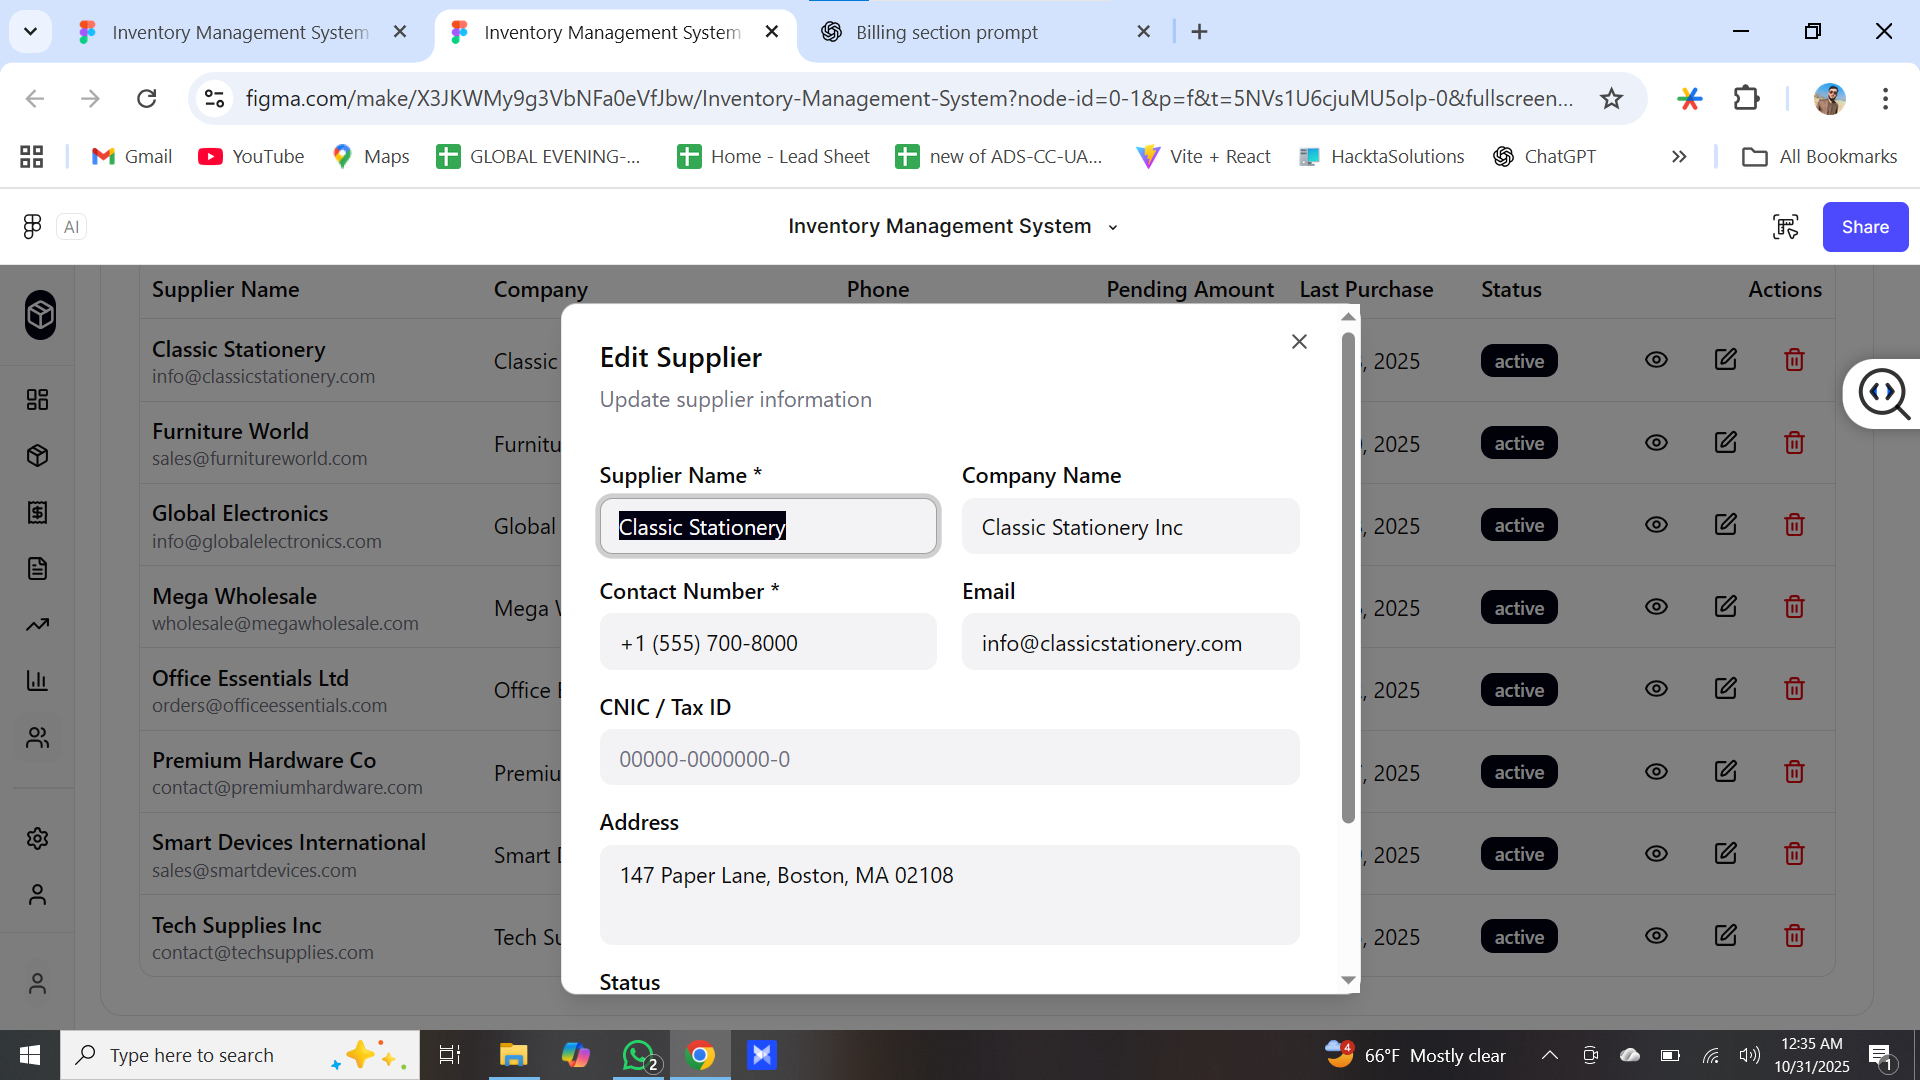 Inventory Management System
Inventory Management System
Billing section prompt
figma.com/make/X3JKWMy9g3VbNFa0eVfJbw/Inventory-Management-System?node-id=0-1&p=f&t=5NVs1U6cjuMU5olp-0&fullscreen...
Gmail
YouTube
Maps
GLOBAL EVENING-...
Home - Lead Sheet
new of ADS-CC-UA...
Vite + React
HacktaSolutions
ChatGPT
All Bookmarks
AI
Inventory Management System
Share
Supplier Name Company Phone Pending Amount Last Purchase Status Actions
Classic Stationery
info@classicstationery.com
Classic
, 2025
active
Furniture World
sales@furnitureworld.com
Furnitu
, 2025
active
Global Electronics
info@globalelectronics.com
Global
, 2025
active
Mega Wholesale
wholesale@megawholesale.com
Mega
, 2025
active
Office Essentials Ltd
orders@officeessentials.com
Office
, 2025
active
Premium Hardware Co
contact@premiumhardware.com
Premiu
, 2025
active
Smart Devices International
sales@smartdevices.com
Smart
, 2025
active
Tech Supplies Inc
contact@techsupplies.com
Tech Su
, 2025
active
Edit Supplier
Update supplier information
Supplier Name *
Company Name
Classic Stationery
Classic Stationery Inc
Contact Number *
Email
+1 (555) 700-8000
info@classicstationery.com
CNIC / Tax ID
00000-0000000-0
Address
147 Paper Lane, Boston, MA 02108
Status
Type here to search
2
4
66°F Mostly clear
12:35 AM
10/31/2025
1